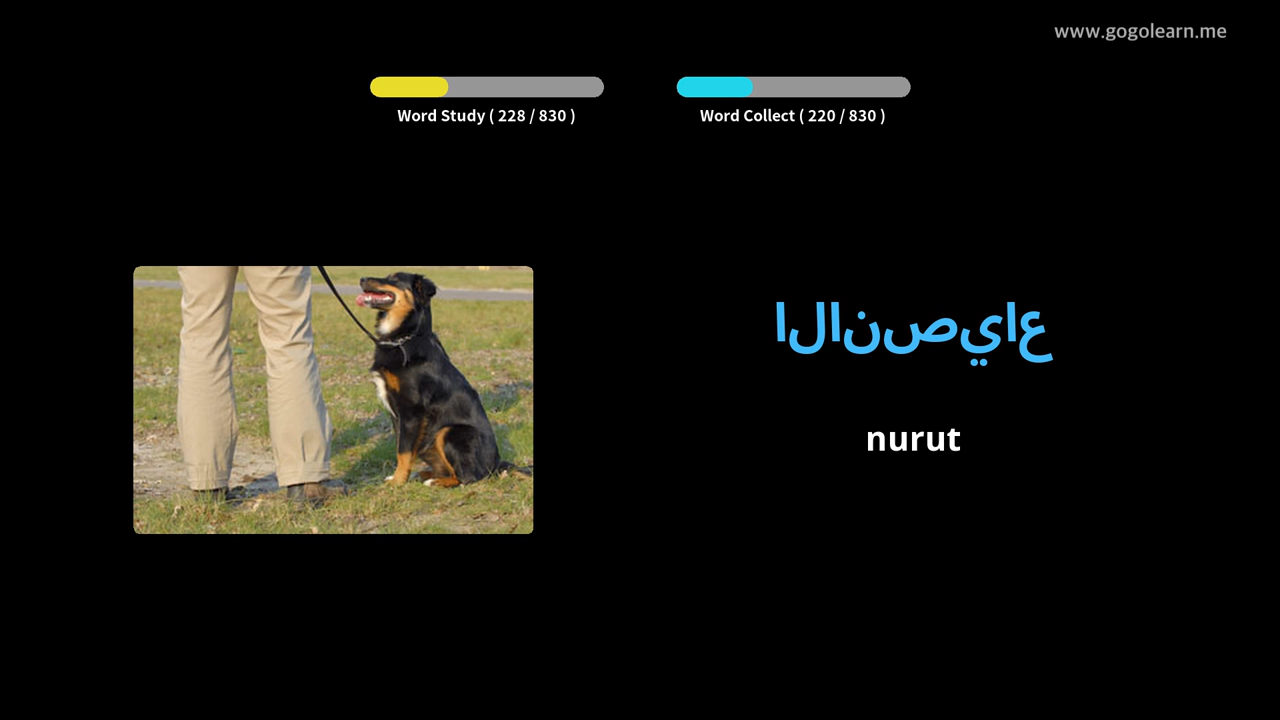 www.gogolearn.me
Word Study ( 228 / 830 )
Word Collect ( 220 / 830 )
الانصياع
nurut